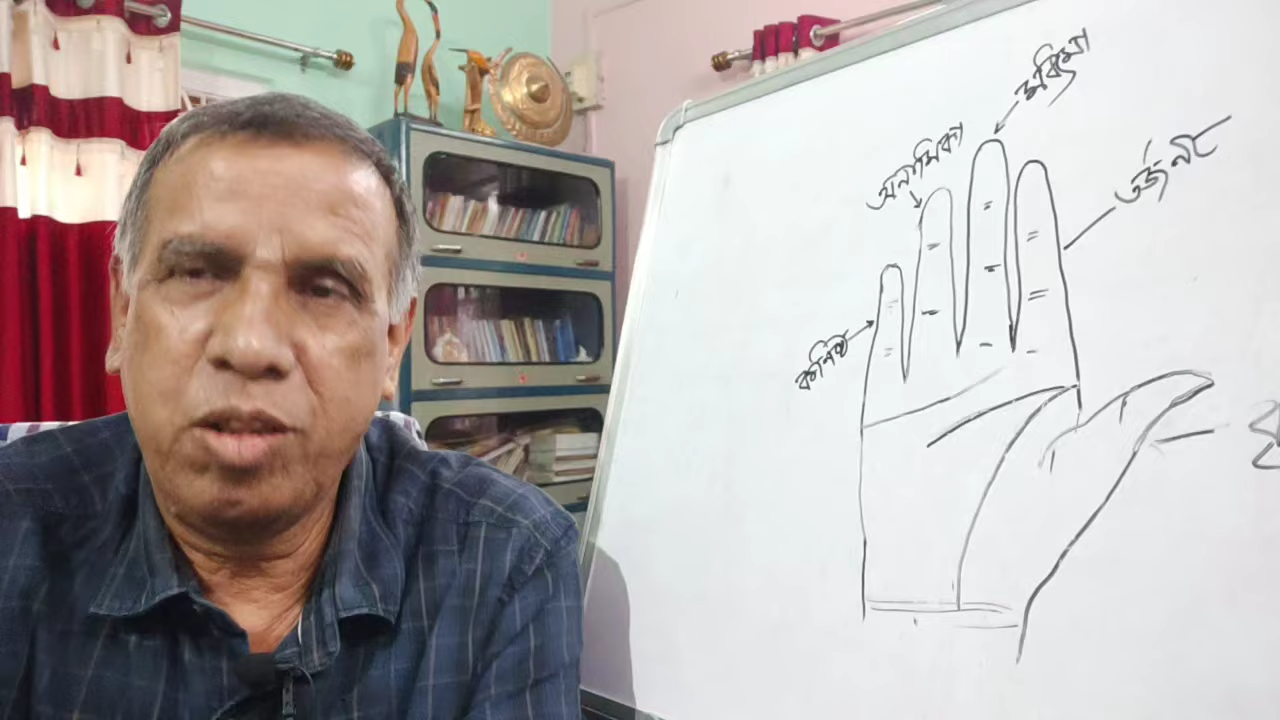 মধ্যমা
অনামিকা
তর্জনী
কনিষ্ঠা